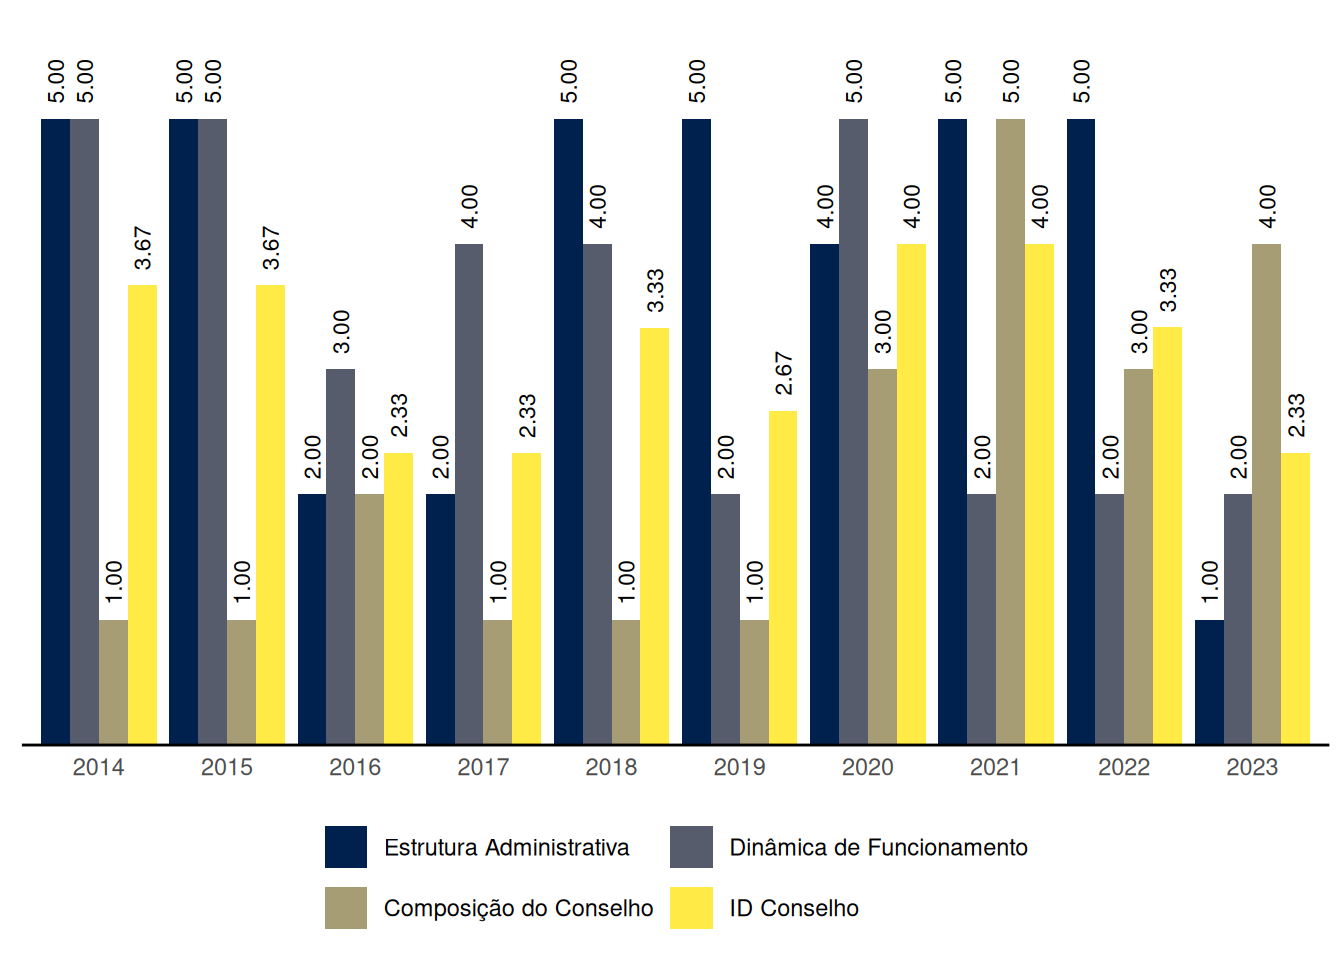 5.00 5.00 1.00 3.67
5.00 5.00 1.00 3.67
2.00 3.00 2.00 2.33
2.00 4.00 1.00 2.33
5.00 4.00 1.00 3.33
5.00 2.00 1.00 2.67
4.00 5.00 3.00 4.00
5.00 2.00 5.00 4.00
5.00 2.00 3.00 3.33
1.00 2.00 4.00 2.33
2014 2015 2016 2017 2018 2019 2020 2021 2022 2023
Estrutura Administrativa Dinâmica de Funcionamento
Composição do Conselho ID Conselho